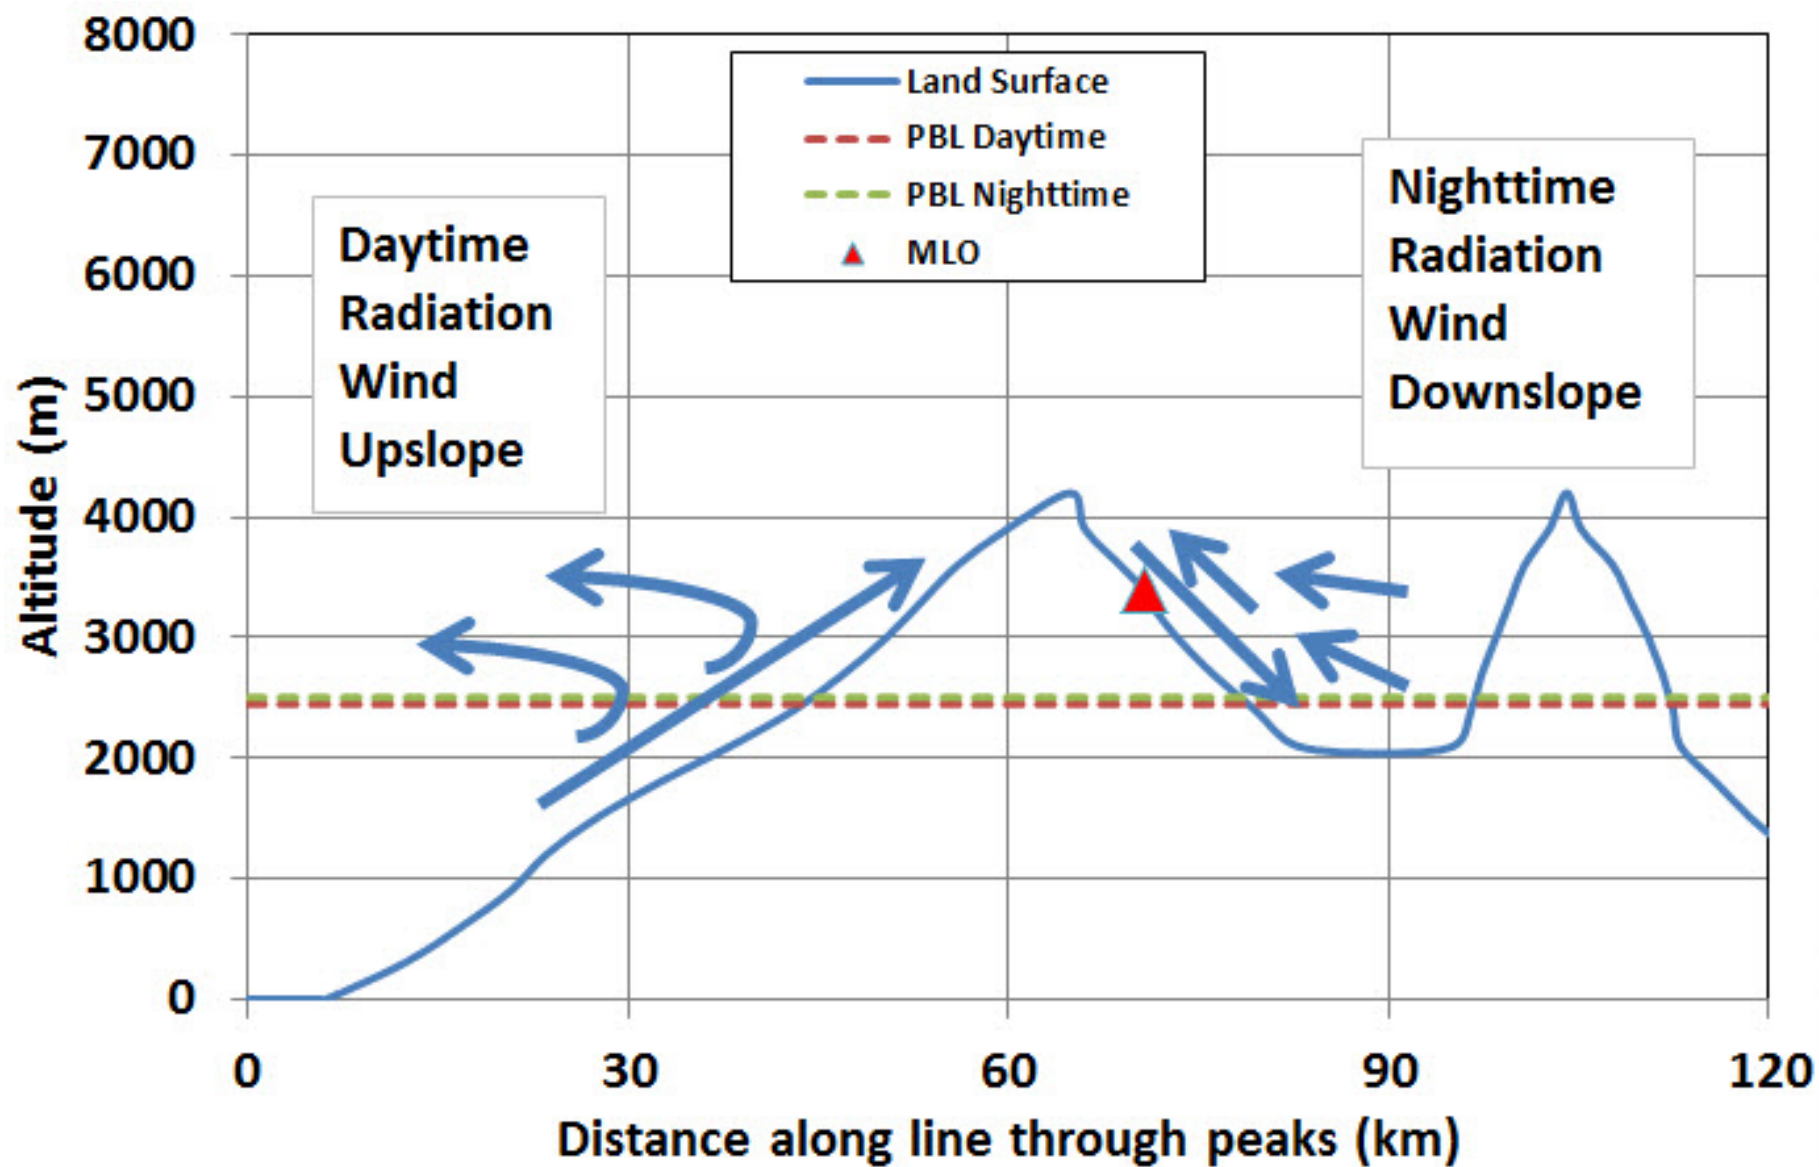 8000
7000
6000
5000
4000
3000
2000
1000
0
Altitude (m)
Land Surface
PBL Daytime
PBL Nighttime
MLO
Daytime
Radiation
Wind
Upslope
Nighttime
Radiation
Wind
Downslope
0 30 60 90 120
Distance along line through peaks (km)